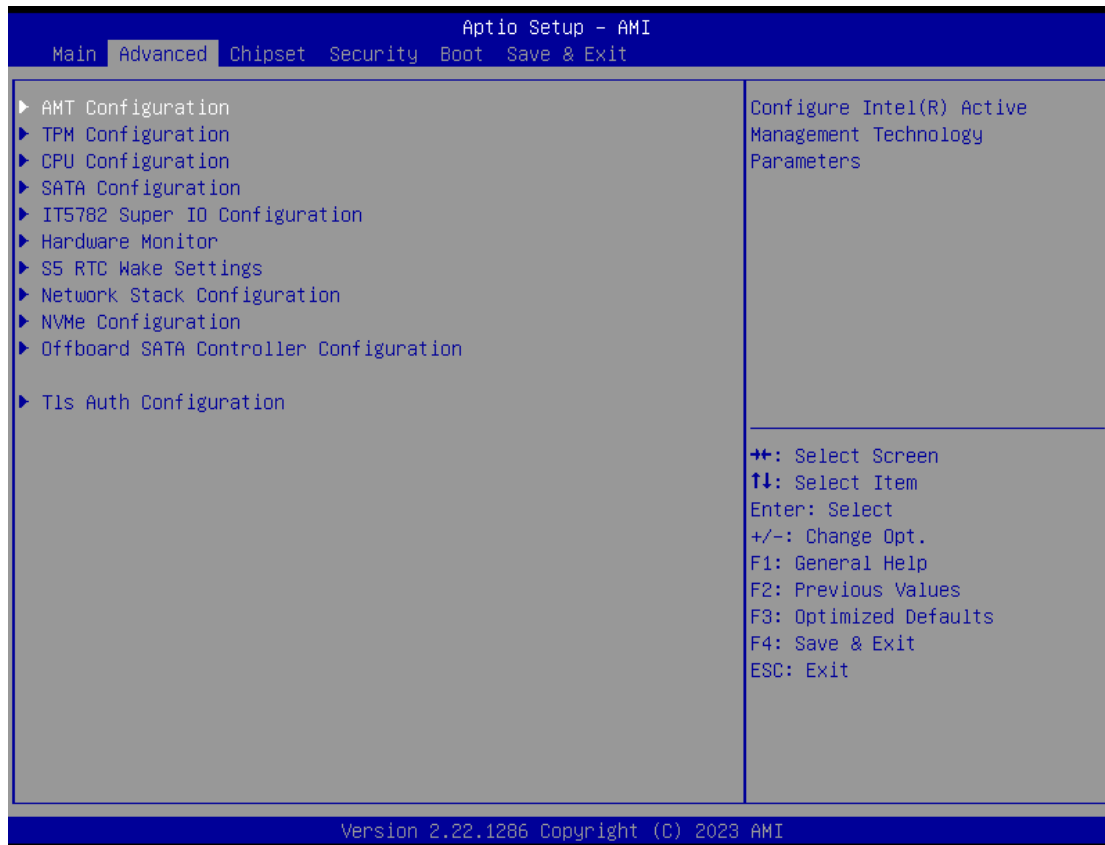 Aptio Setup – AMI
Main Advanced Chipset Security Boot Save & Exit
▶ AMT Configuration
▶ TPM Configuration
▶ CPU Configuration
▶ SATA Configuration
▶ IT5782 Super IO Configuration
▶ Hardware Monitor
▶ S5 RTC Wake Settings
▶ Network Stack Configuration
▶ NVMe Configuration
▶ Offboard SATA Controller Configuration
▶ Tls Auth Configuration
Configure Intel(R) Active
Management Technology
Parameters
→←: Select Screen
↑↓: Select Item
Enter: Select
+/-: Change Opt.
F1: General Help
F2: Previous Values
F3: Optimized Defaults
F4: Save & Exit
ESC: Exit
Version 2.22.1286 Copyright (C) 2023 AMI